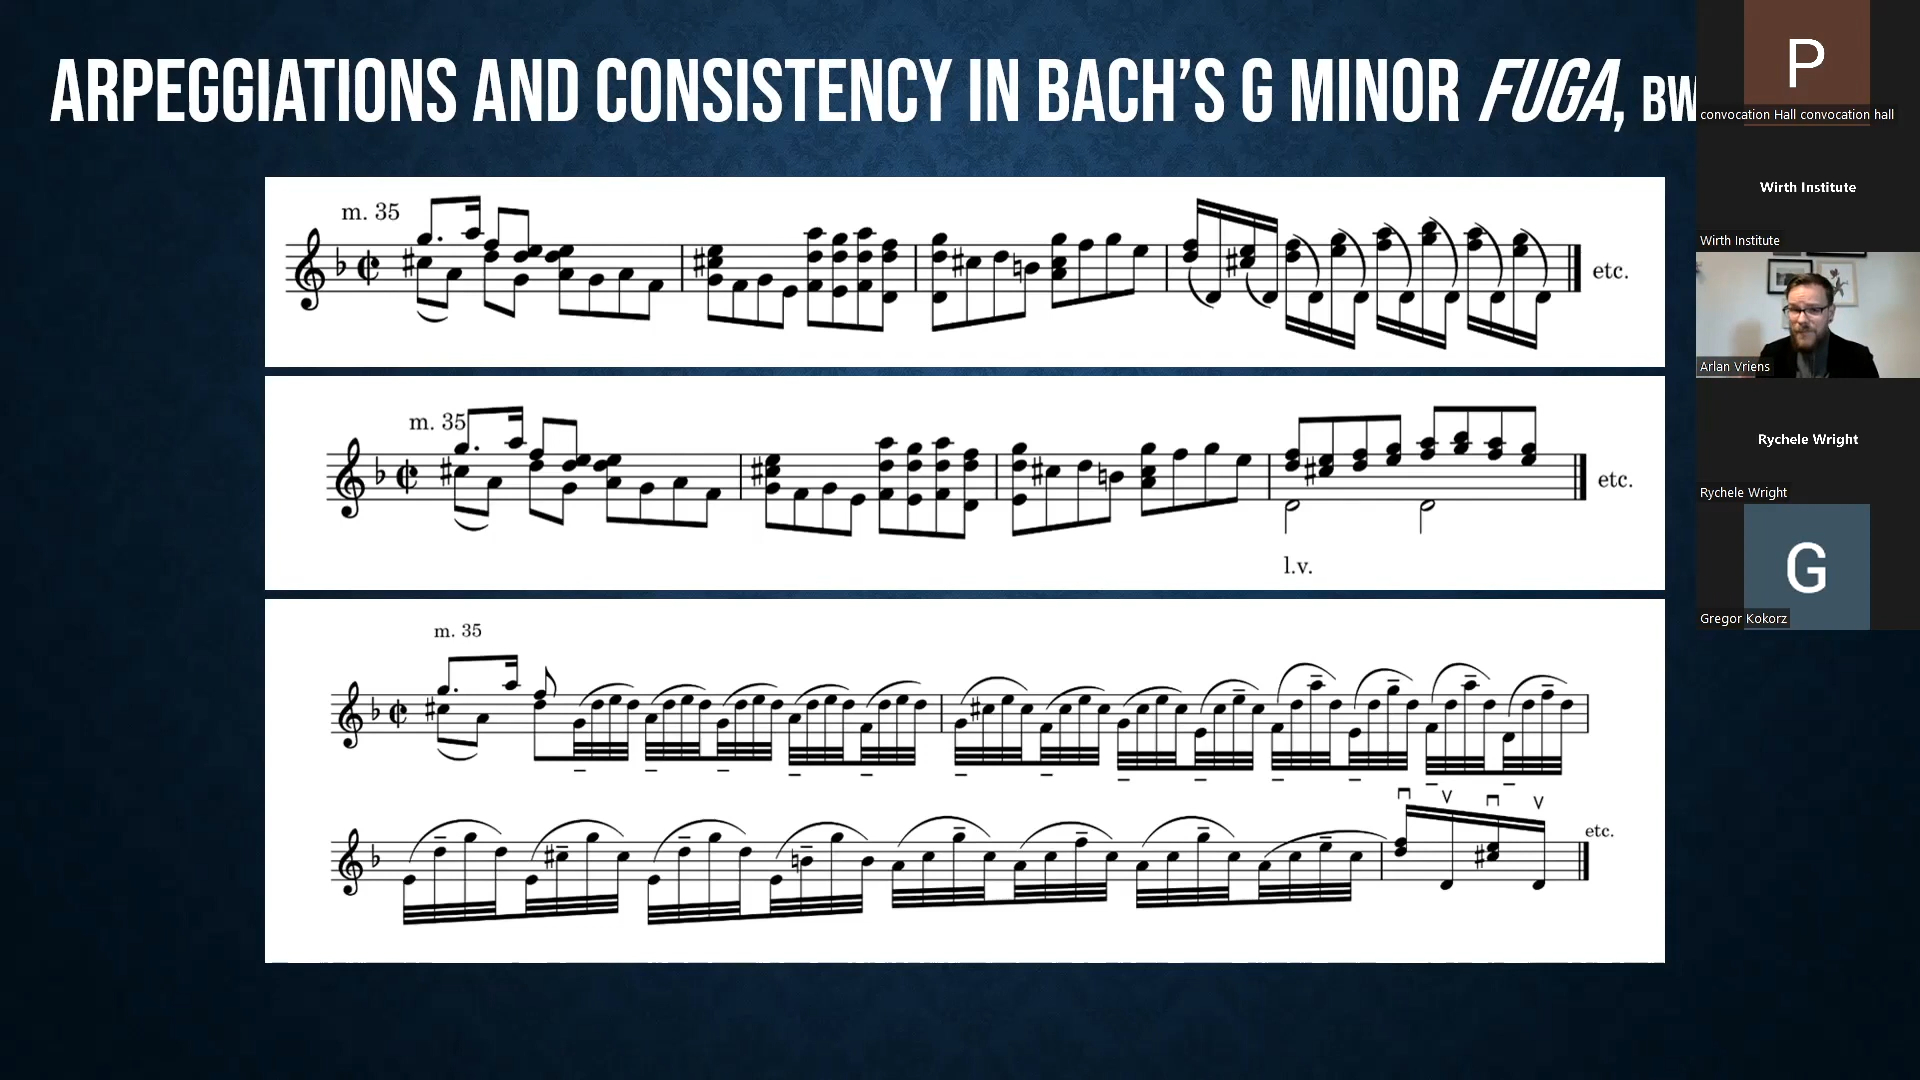 ARPEGGIATIONS AND CONSISTENCY IN BACH’S G MINOR FUGA, BW
m. 35
etc.
m. 35
etc.
l.v.
m. 35
etc.
P
convocation Hall convocation hall
Wirth Institute
Wirth Institute
Arlan Vriens
Rychele Wright
Rychele Wright
G
Gregor Kokorz